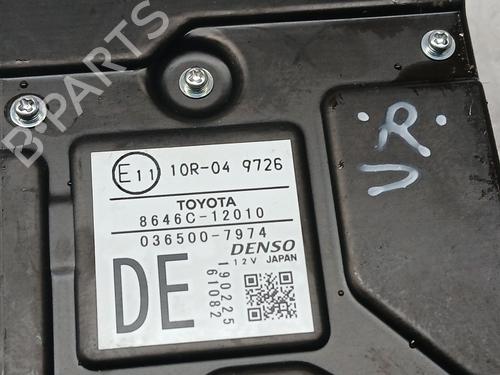 B-PARTS
E11 10R-04 9726
TOYOTA
8646C-12010
036500-7974
DENSO
DE
12V JAPAN
190225
61082
R